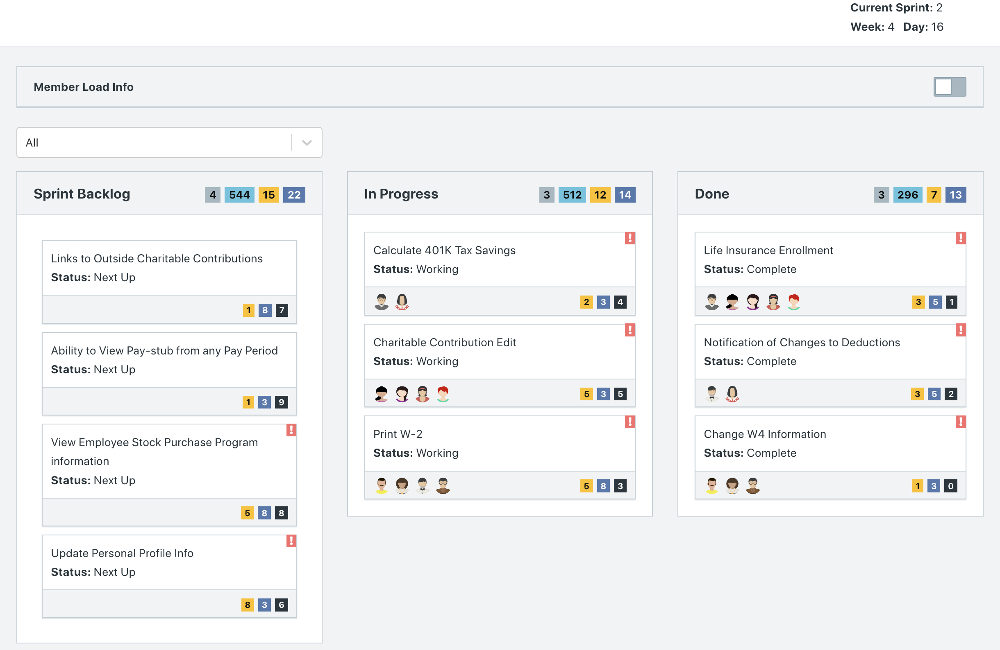 Current Sprint: 2
Week: 4 Day: 16
Member Load Info
All
Sprint Backlog 4 544 15 22
Links to Outside Charitable Contributions
Status: Next Up
1 8 7
Ability to View Pay-stub from any Pay Period
Status: Next Up
1 3 9
!
View Employee Stock Purchase Program
information
Status: Next Up
5 8 8
!
Update Personal Profile Info
Status: Next Up
8 3 6
In Progress 3 512 12 14
!
Calculate 401K Tax Savings
Status: Working
2 3 4
!
Charitable Contribution Edit
Status: Working
5 3 5
!
Print W-2
Status: Working
5 8 3
Done 3 296 7 13
!
Life Insurance Enrollment
Status: Complete
3 5 1
!
Notification of Changes to Deductions
Status: Complete
3 5 2
!
Change W4 Information
Status: Complete
1 3 0